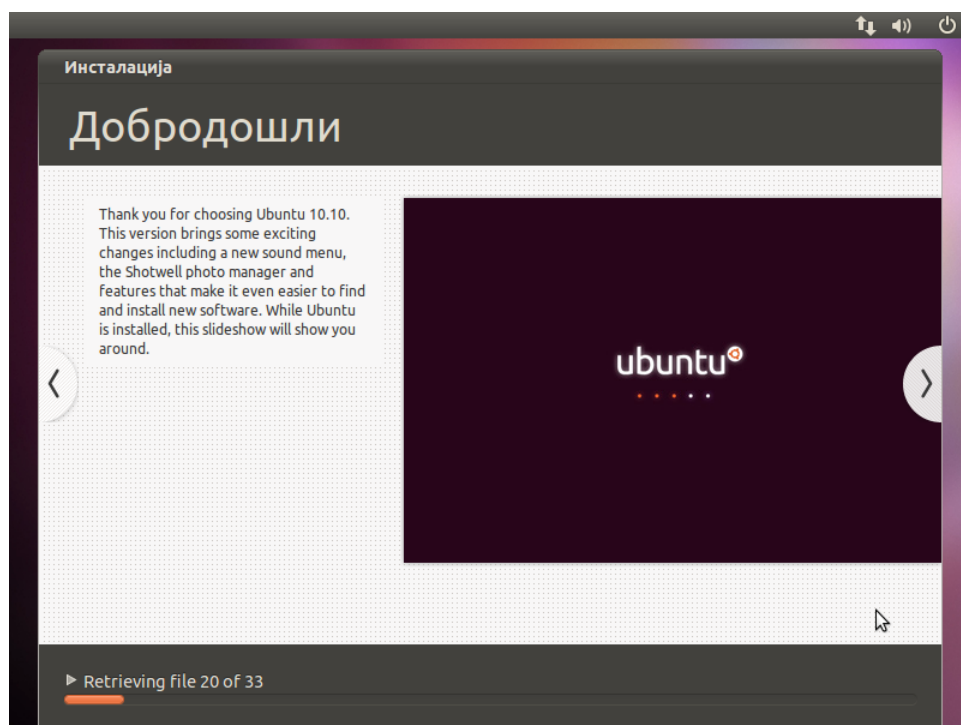 Инсталација
Добродошли
Thank you for choosing Ubuntu 10.10.
This version brings some exciting
changes including a new sound menu,
the Shotwell photo manager and
features that make it even easier to find
and install new software. While Ubuntu
is installed, this slideshow will show you
around.
ubuntu
Retrieving file 20 of 33